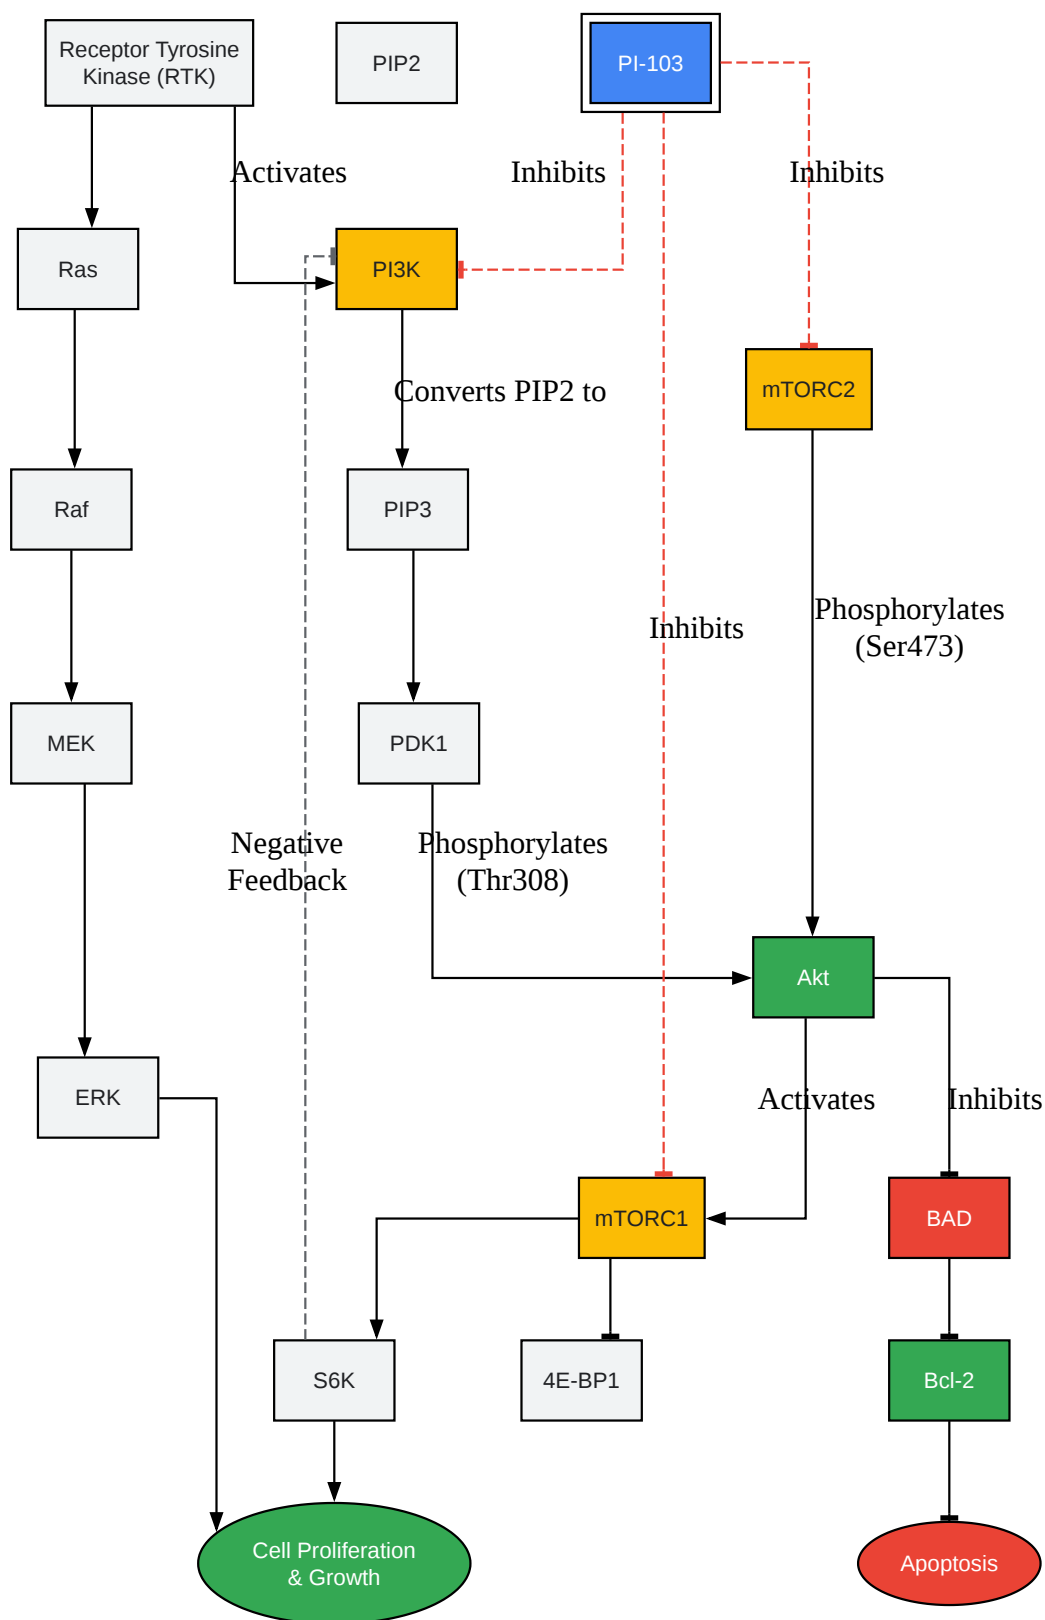 Receptor Tyrosine
Kinase (RTK)
PIP2
PI-103
Activates
Inhibits
Inhibits
Ras
PI3K
Converts PIP2 to
mTORC2
Raf
PIP3
Inhibits
Phosphorylates
(Ser473)
MEK
PDK1
Negative
Feedback
Phosphorylates
(Thr308)
Akt
ERK
Activates
Inhibits
mTORC1
BAD
S6K
4E-BP1
Bcl-2
Cell Proliferation
& Growth
Apoptosis